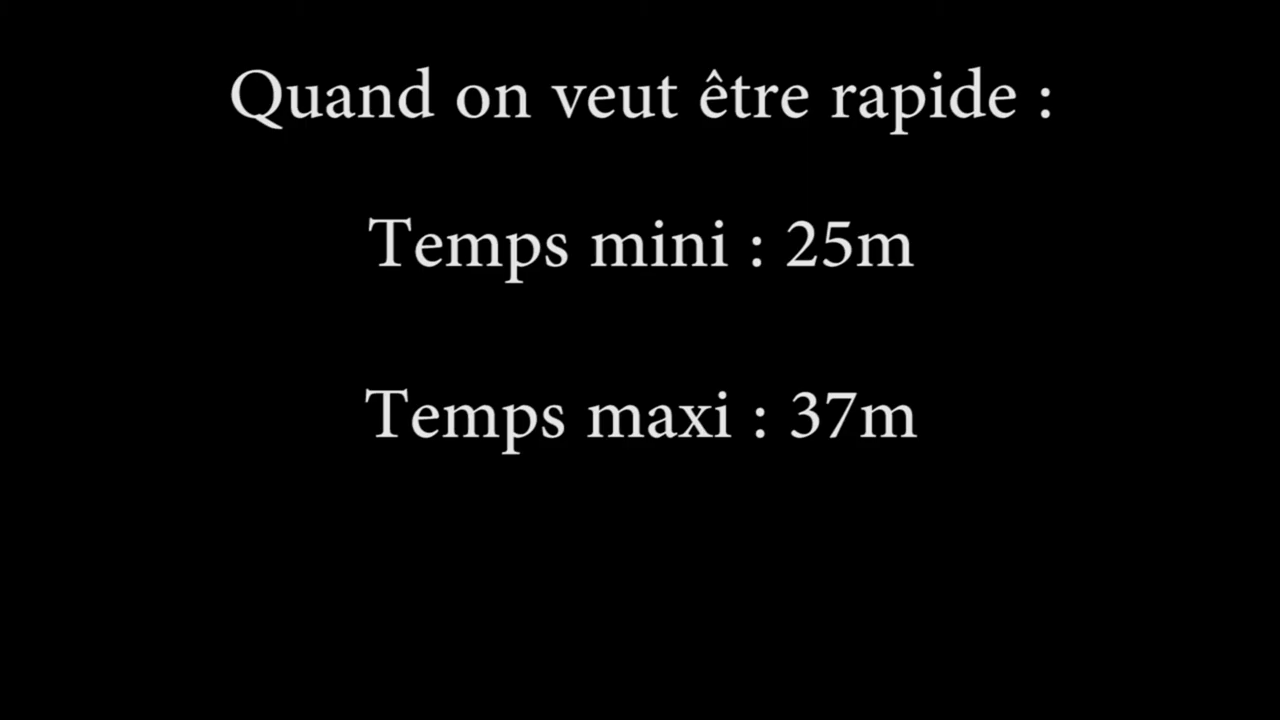 Quand on veut être rapide :
Temps mini : 25m
Temps maxi : 37m